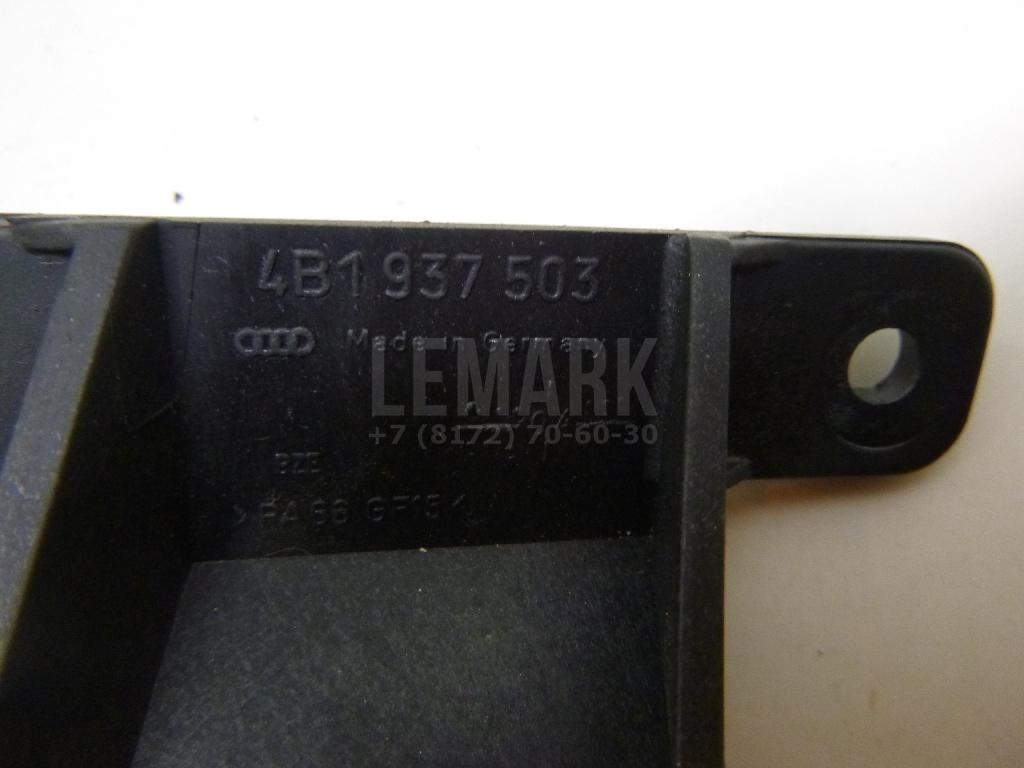 4B1 937 503
Made in Germany
LEMARK
+7 (8172) 70-60-30
>PA 66 GF15<